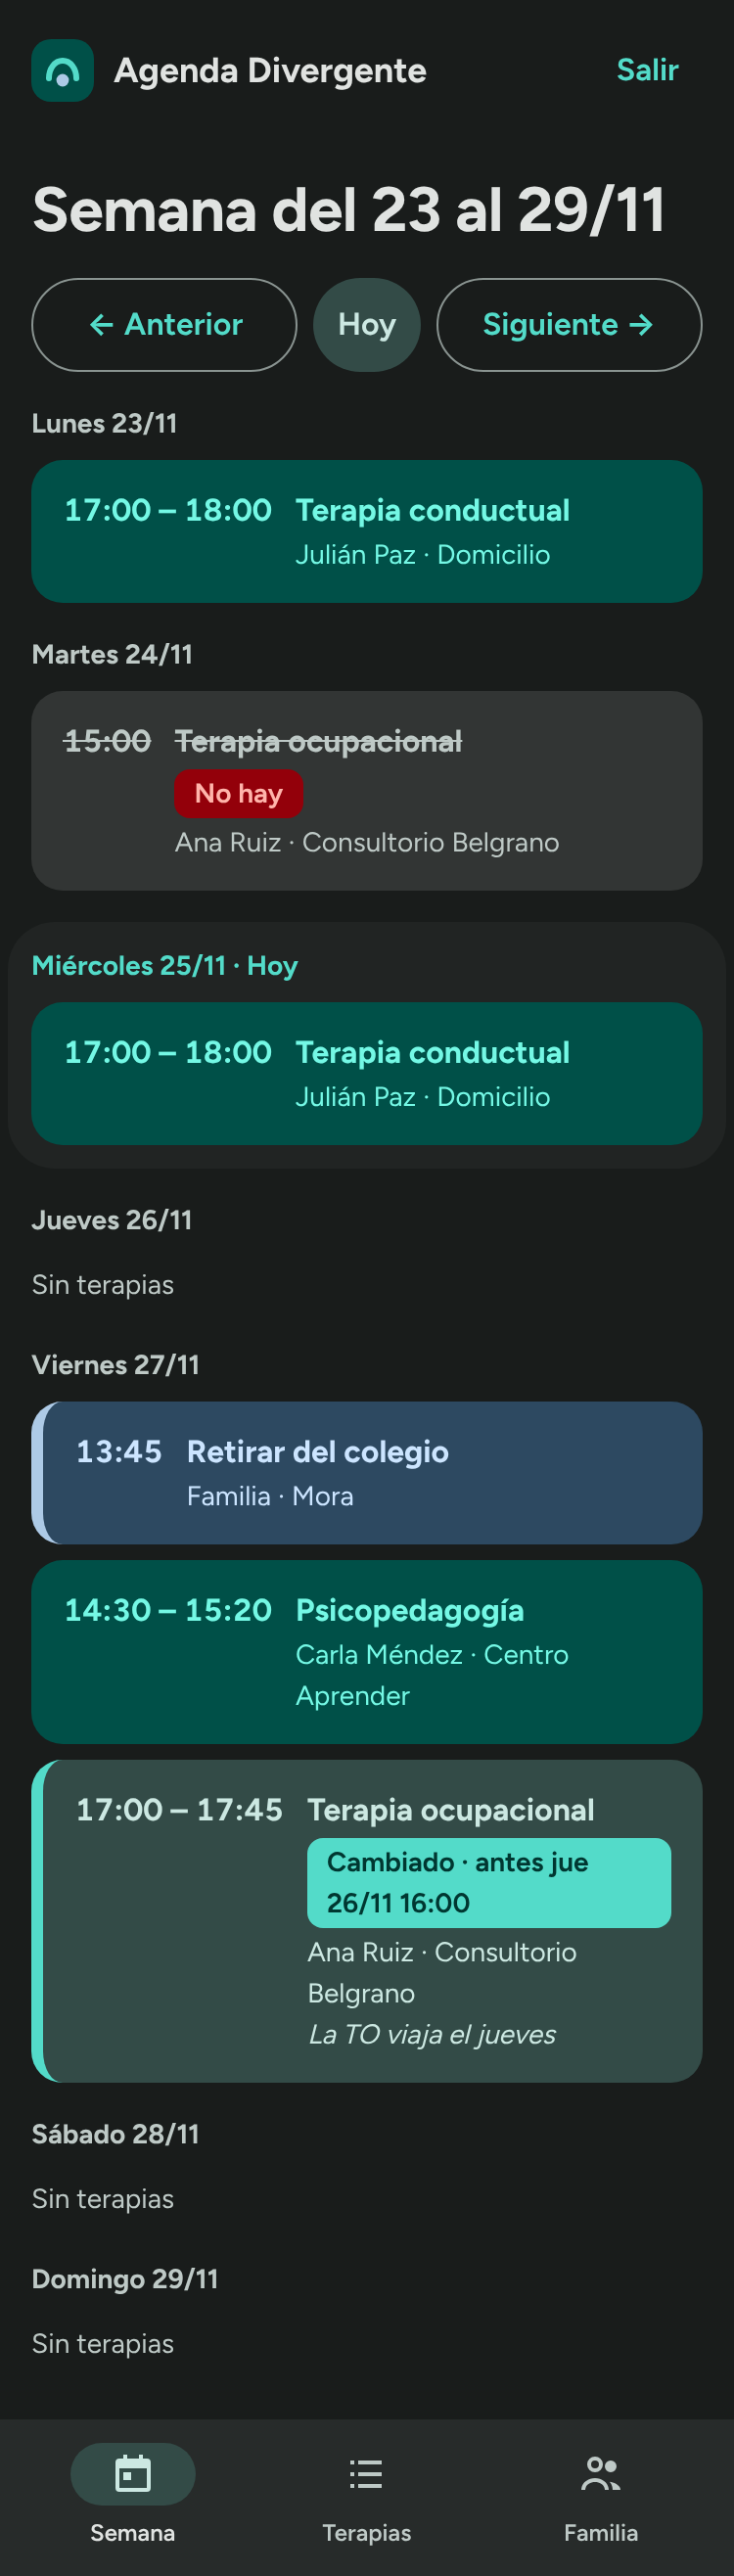 Agenda Divergente
Salir
Semana del 23 al 29/11
← Anterior
Hoy
Siguiente →
Lunes 23/11
17:00 – 18:00 Terapia conductual
Julián Paz · Domicilio
Martes 24/11
15:00 Terapia ocupacional
No hay
Ana Ruiz · Consultorio Belgrano
Miércoles 25/11 · Hoy
17:00 – 18:00 Terapia conductual
Julián Paz · Domicilio
Jueves 26/11
Sin terapias
Viernes 27/11
13:45 Retirar del colegio
Familia · Mora
14:30 – 15:20 Psicopedagogía
Carla Méndez · Centro
Aprender
17:00 – 17:45 Terapia ocupacional
Cambiado · antes jue
26/11 16:00
Ana Ruiz · Consultorio
Belgrano
La TO viaja el jueves
Sábado 28/11
Sin terapias
Domingo 29/11
Sin terapias
Semana
Terapias
Familia